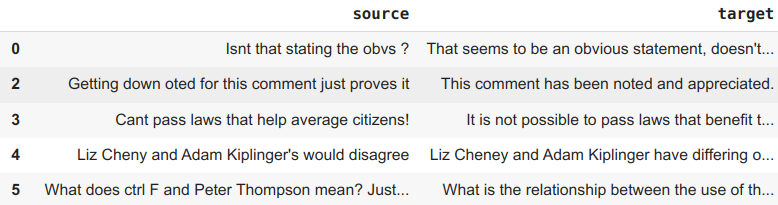 source target
0 Isnt that stating the obvs ? That seems to be an obvious statement, doesn't...
2 Getting down oted for this comment just proves it This comment has been noted and appreciated.
3 Cant pass laws that help average citizens! It is not possible to pass laws that benefit t...
4 Liz Cheny and Adam Kiplinger's would disagree Liz Cheney and Adam Kiplinger have differing o...
5 What does ctrl F and Peter Thompson mean? Just... What is the relationship between the use of th...